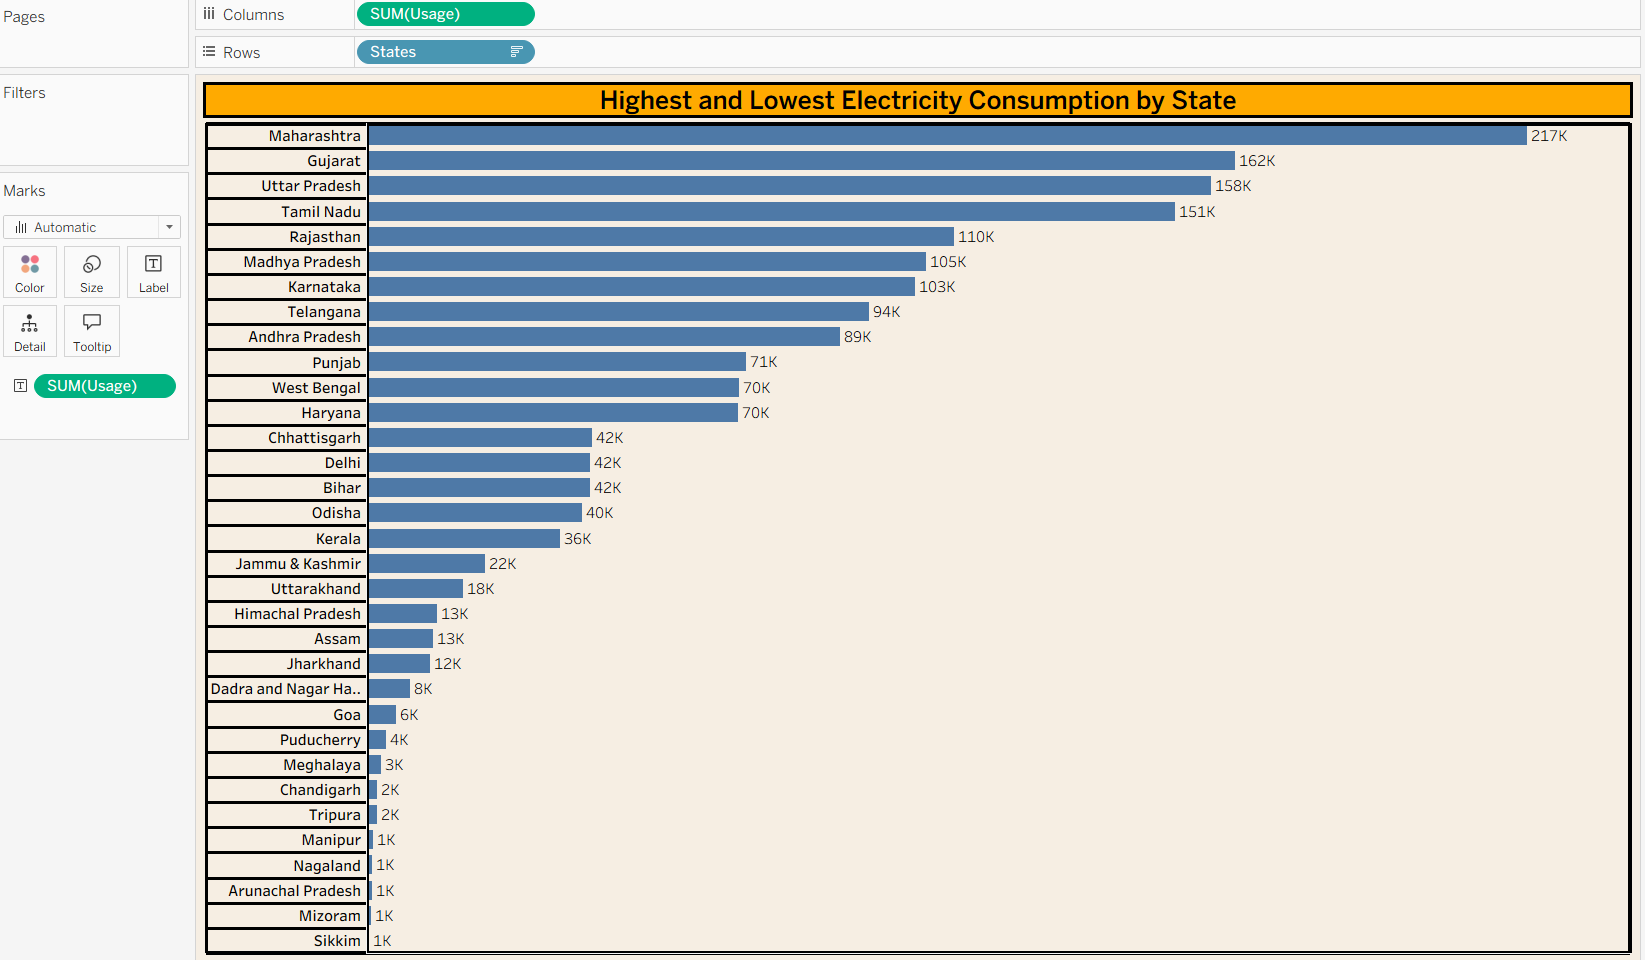 Pages
Columns
SUM(Usage)
Rows
States
Filters
Marks
Automatic
Color
Size
Label
Detail
Tooltip
SUM(Usage)
Highest and Lowest Electricity Consumption by State
Maharashtra 217K
Gujarat 162K
Uttar Pradesh 158K
Tamil Nadu 151K
Rajasthan 110K
Madhya Pradesh 105K
Karnataka 103K
Telangana 94K
Andhra Pradesh 89K
Punjab 71K
West Bengal 70K
Haryana 70K
Chhattisgarh 42K
Delhi 42K
Bihar 42K
Odisha 40K
Kerala 36K
Jammu & Kashmir 22K
Uttarakhand 18K
Himachal Pradesh 13K
Assam 13K
Jharkhand 12K
Dadra and Nagar Ha.. 8K
Goa 6K
Puducherry 4K
Meghalaya 3K
Chandigarh 2K
Tripura 2K
Manipur 1K
Nagaland 1K
Arunachal Pradesh 1K
Mizoram 1K
Sikkim 1K